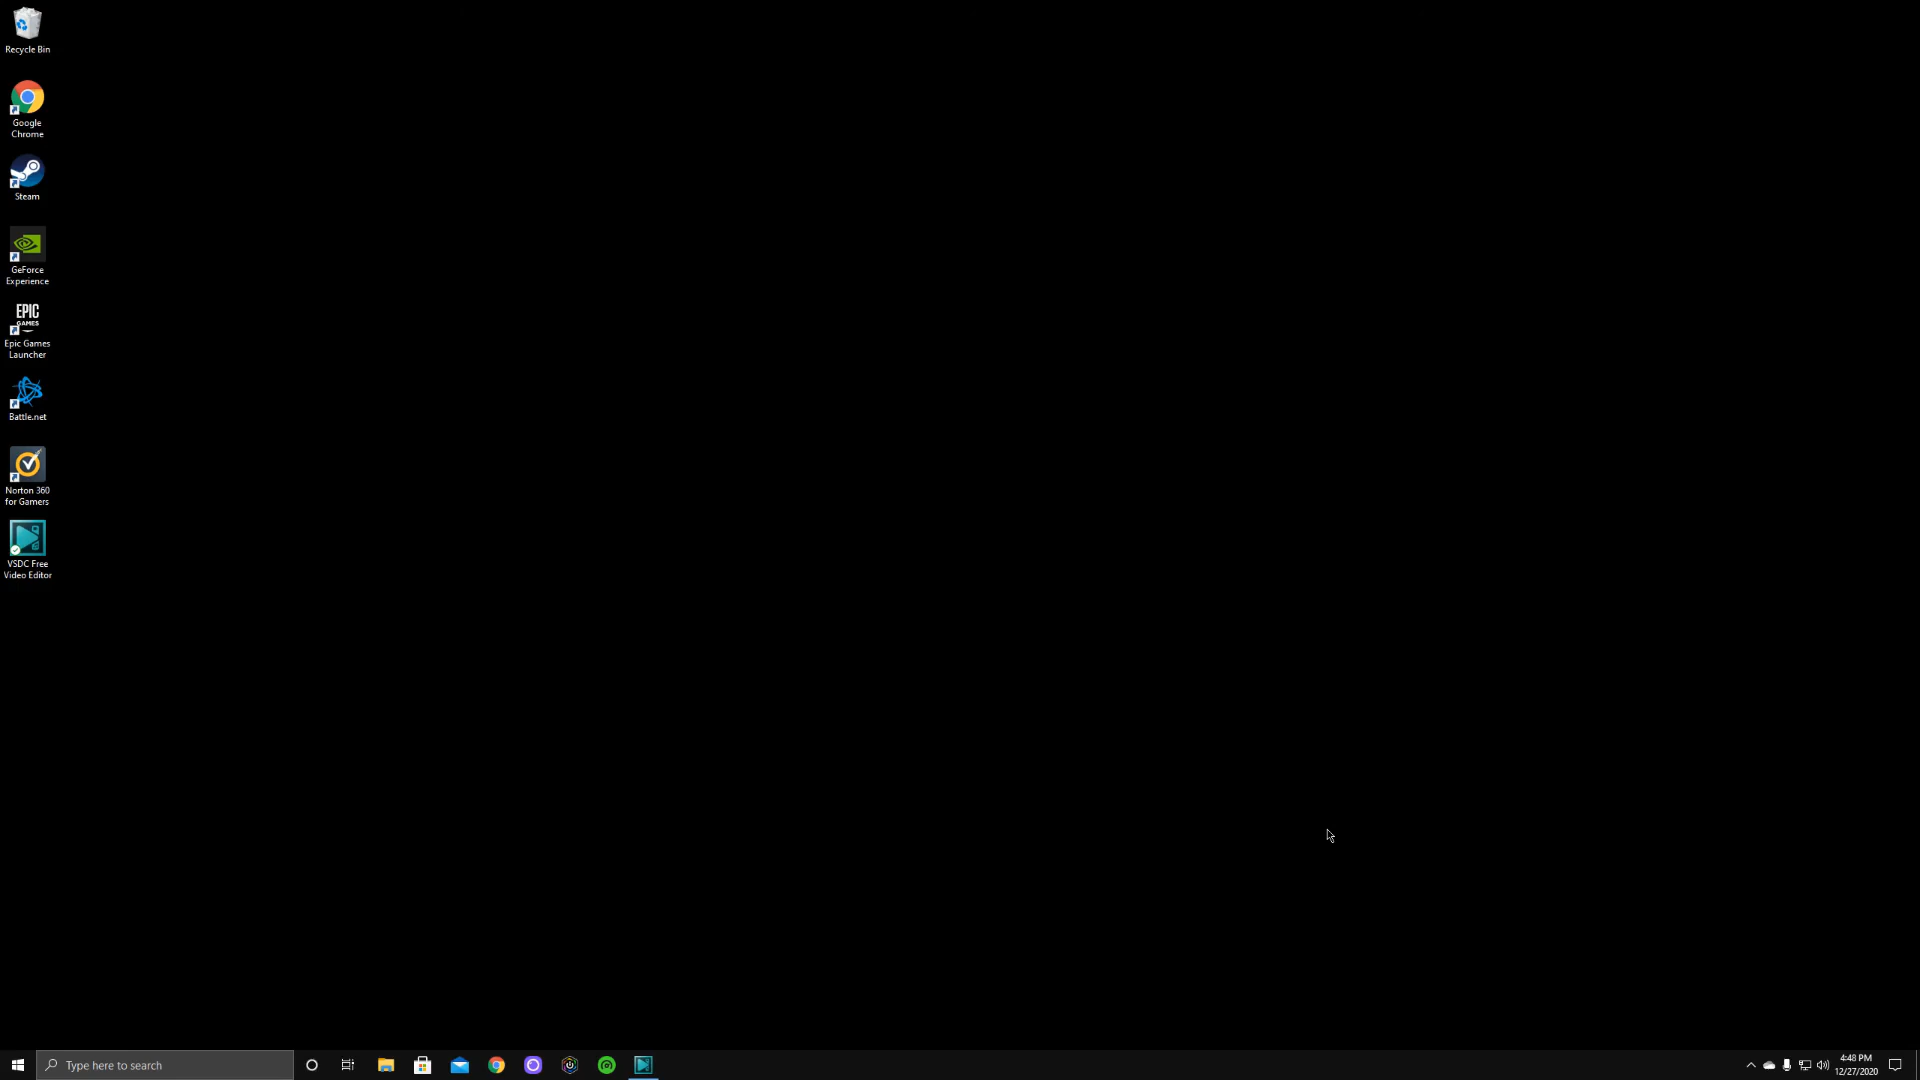 Recycle Bin
Google
Chrome
Steam
GeForce
Experience
EPIC
GAMES
Epic Games
Launcher
Battle.net
Norton 360
for Gamers
VSDC Free
Video Editor
Type here to search
4:48 PM
12/27/2020